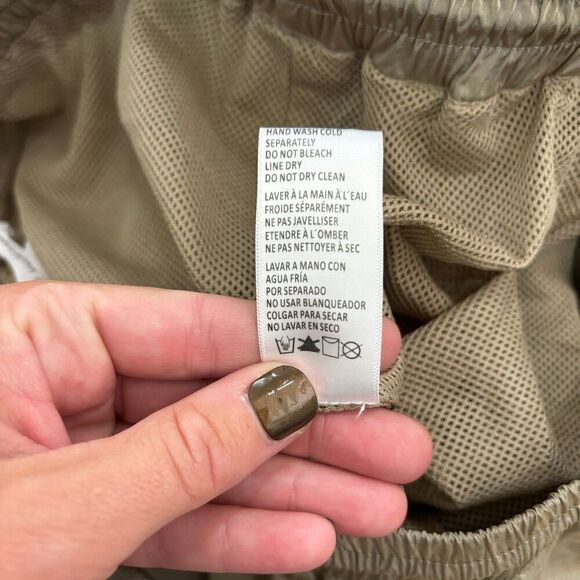 HAND WASH COLD
SEPARATELY
DO NOT BLEACH
LINE DRY
DO NOT DRY CLEAN
LAVER À LA MAIN À L´EAU
FROIDE SÉPARÉMENT
NE PAS JAVELLISER
ETENDRE À L´OMBER
NE PAS NETTOYER À SEC
LAVAR A MANO CON
AGUA FRÍA
POR SEPARADO
NO USAR BLANQUEADOR
COLGAR PARA SECAR
NO LAVAR EN SECO